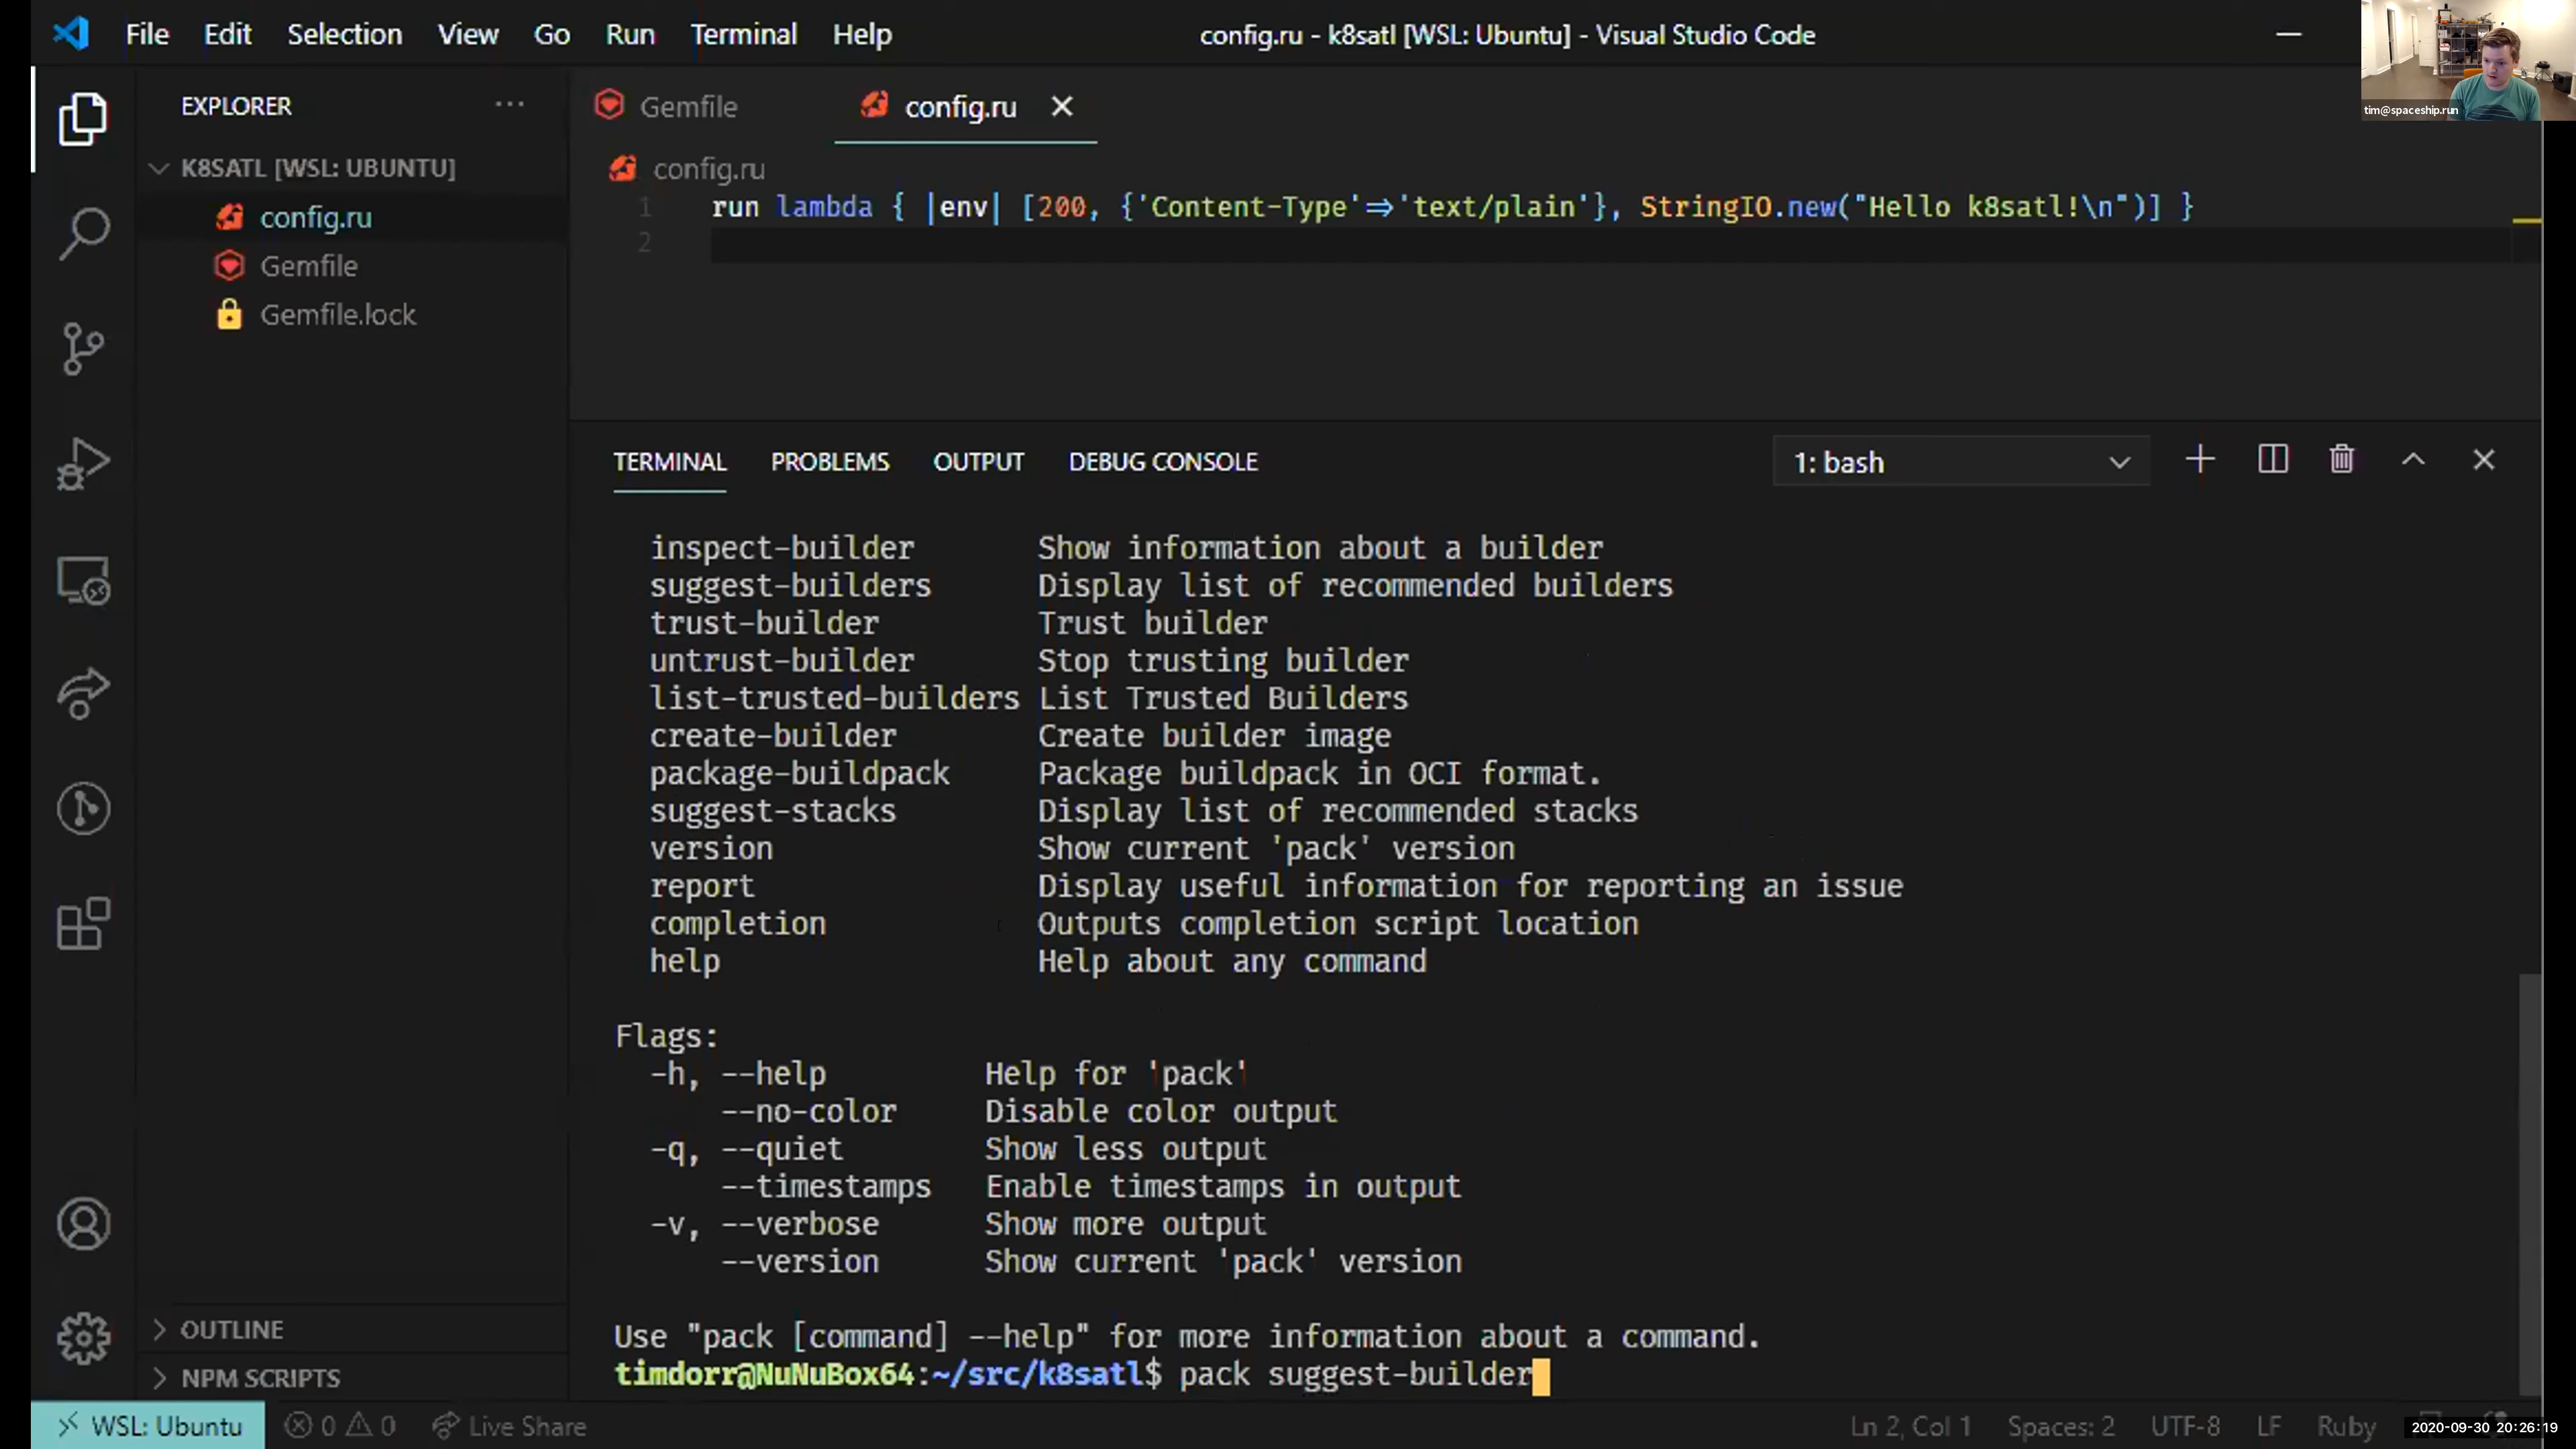 File Edit Selection View Go Run Terminal Help config.ru - k8satl [WSL: Ubuntu] - Visual Studio Code
tim@spaceship.run
EXPLORER ...
K8SATL [WSL: UBUNTU]
config.ru
Gemfile
Gemfile.lock
OUTLINE
NPM SCRIPTS
Gemfile config.ru
config.ru
1 run lambda { |env| [200, {'Content-Type'=>'text/plain'}, StringIO.new("Hello k8satl!\n")] }
2
TERMINAL PROBLEMS OUTPUT DEBUG CONSOLE 1: bash
inspect-builder Show information about a builder
suggest-builders Display list of recommended builders
trust-builder Trust builder
untrust-builder Stop trusting builder
list-trusted-builders List Trusted Builders
create-builder Create builder image
package-buildpack Package buildpack in OCI format.
suggest-stacks Display list of recommended stacks
version Show current 'pack' version
report Display useful information for reporting an issue
completion Outputs completion script location
help Help about any command
Flags:
-h, --help Help for 'pack'
--no-color Disable color output
-q, --quiet Show less output
--timestamps Enable timestamps in output
-v, --verbose Show more output
--version Show current 'pack' version
Use "pack [command] --help" for more information about a command.
timdorr@NuNuBox64:~/src/k8satl$ pack suggest-builder
WSL: Ubuntu 0 0 Live Share Ln 2, Col 1 Spaces: 2 UTF-8 LF Ruby
2020-09-30 20:26:19